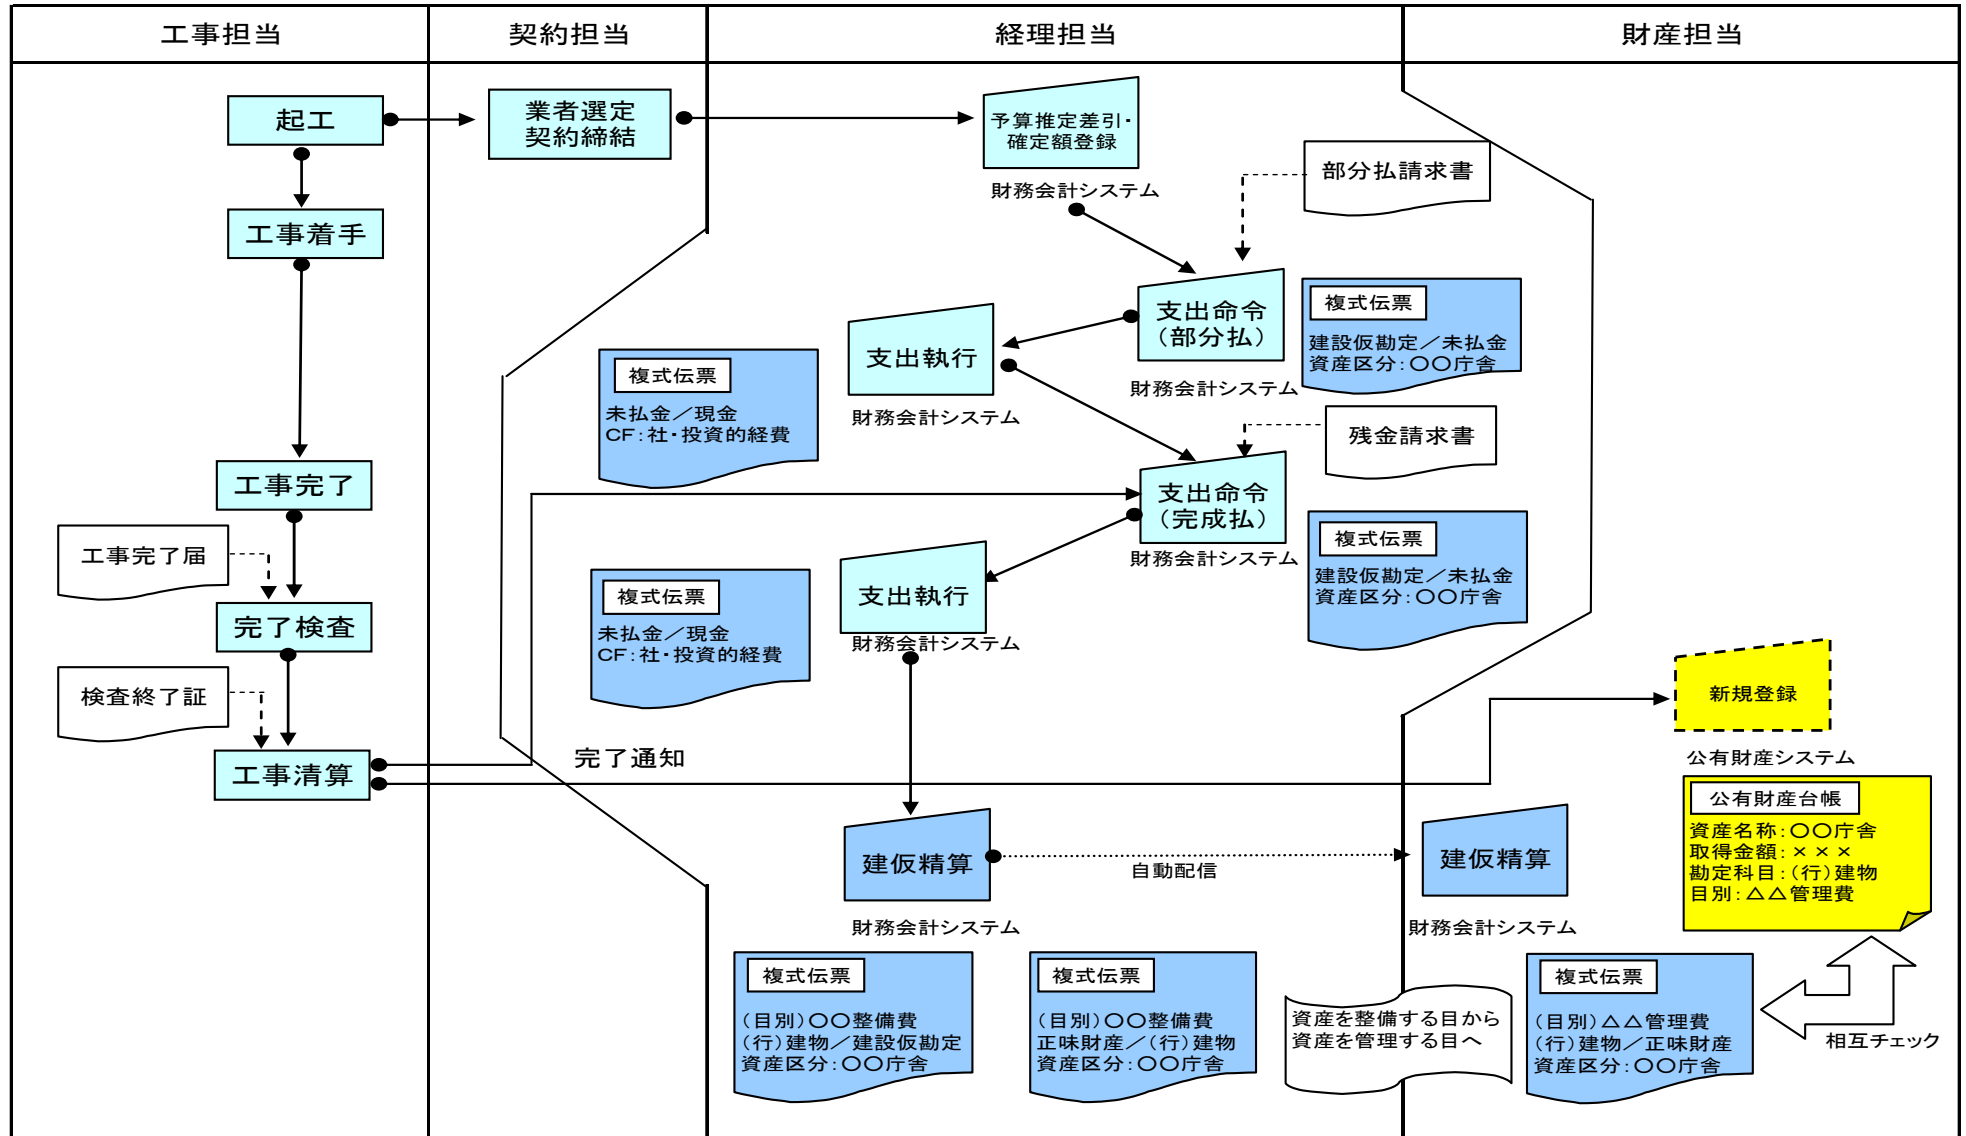 工事担当
契約担当
経理担当
財産担当
起工
業者選定
契約締結
予算推定差引・
確定額登録
財務会計システム
部分払請求書
工事着手
支出命令
（部分払）
財務会計システム
複式伝票
建設仮勘定／未払金
資産区分：〇〇庁舎
支出執行
財務会計システム
複式伝票
未払金／現金
CF：社・投資的経費
残金請求書
工事完了
支出命令
（完成払）
財務会計システム
複式伝票
建設仮勘定／未払金
資産区分：〇〇庁舎
工事完了届
支出執行
財務会計システム
複式伝票
未払金／現金
CF：社・投資的経費
完了検査
検査終了証
工事清算
完了通知
新規登録
公有財産システム
公有財産台帳
資産名称：〇〇庁舎
取得金額：×××
勘定科目：（行）建物
目別：△△管理費
建仮精算
財務会計システム
自動配信
建仮精算
財務会計システム
複式伝票
（目別）〇〇整備費
（行）建物／建設仮勘定
資産区分：〇〇庁舎
複式伝票
（目別）〇〇整備費
正味財産／（行）建物
資産区分：〇〇庁舎
資産を整備する目から
資産を管理する目へ
複式伝票
（目別）△△管理費
（行）建物／正味財産
資産区分：〇〇庁舎
相互チェック